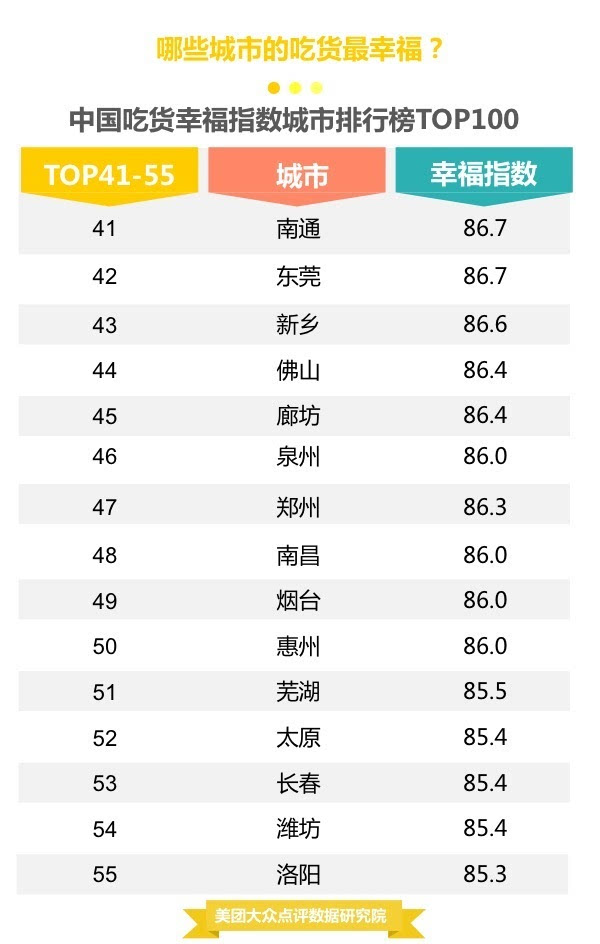 哪些城市的吃货最幸福？
中国吃货幸福指数城市排行榜TOP100
TOP41-55 城市 幸福指数
41 南通 86.7
42 东莞 86.7
43 新乡 86.6
44 佛山 86.4
45 廊坊 86.4
46 泉州 86.0
47 郑州 86.3
48 南昌 86.0
49 烟台 86.0
50 惠州 86.0
51 芜湖 85.5
52 太原 85.4
53 长春 85.4
54 潍坊 85.4
55 洛阳 85.3
美团大众点评数据研究院